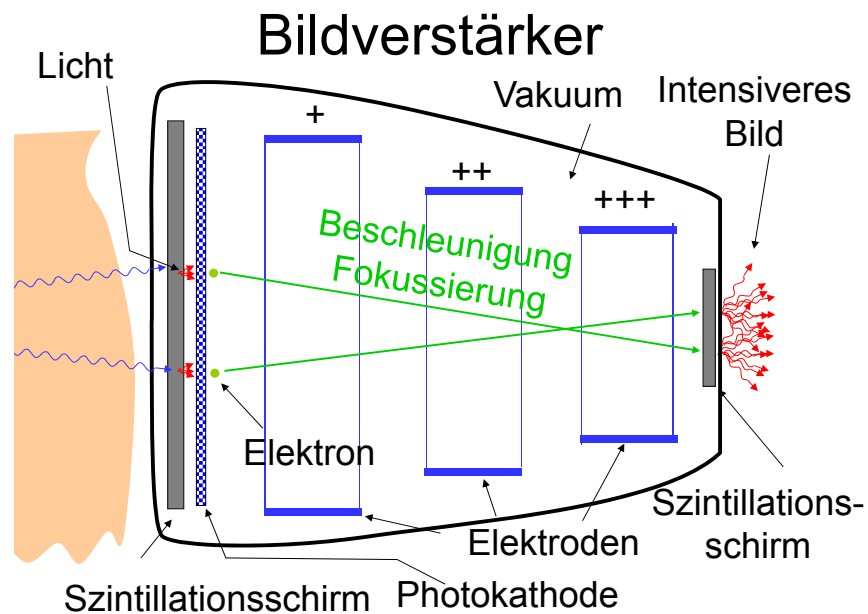 Bildverstärker
Licht
Vakuum
Intensiveres
Bild
+
++
+++
Beschleunigung
Fokussierung
Elektron
Elektroden
Szintillations-
schirm
Szintillationsschirm
Photokathode